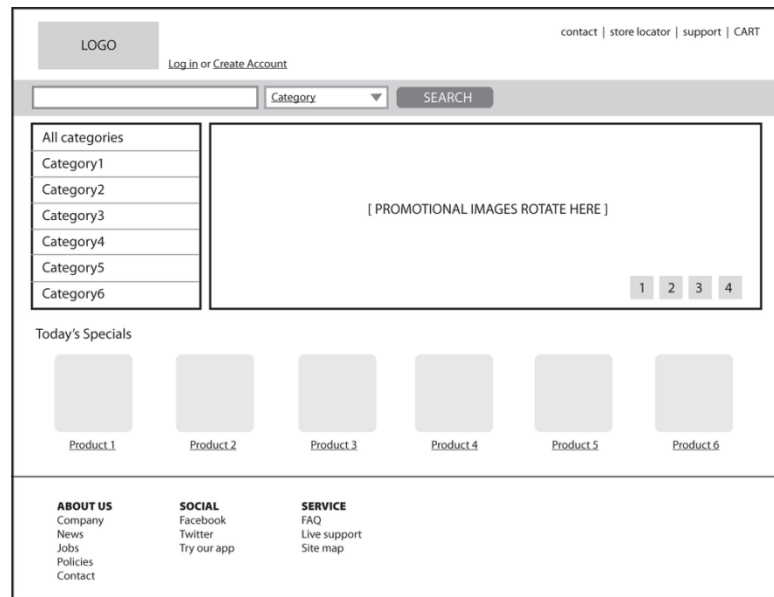 LOGO
contact | store locator | support | CART
Log in or Create Account
Category
SEARCH
All categories
Category1
Category2
Category3
Category4
Category5
Category6
[ PROMOTIONAL IMAGES ROTATE HERE ]
1 2 3 4
Today's Specials
Product 1 Product 2 Product 3 Product 4 Product 5 Product 6
ABOUT US
Company
News
Jobs
Policies
Contact
SOCIAL
Facebook
Twitter
Try our app
SERVICE
FAQ
Live support
Site map